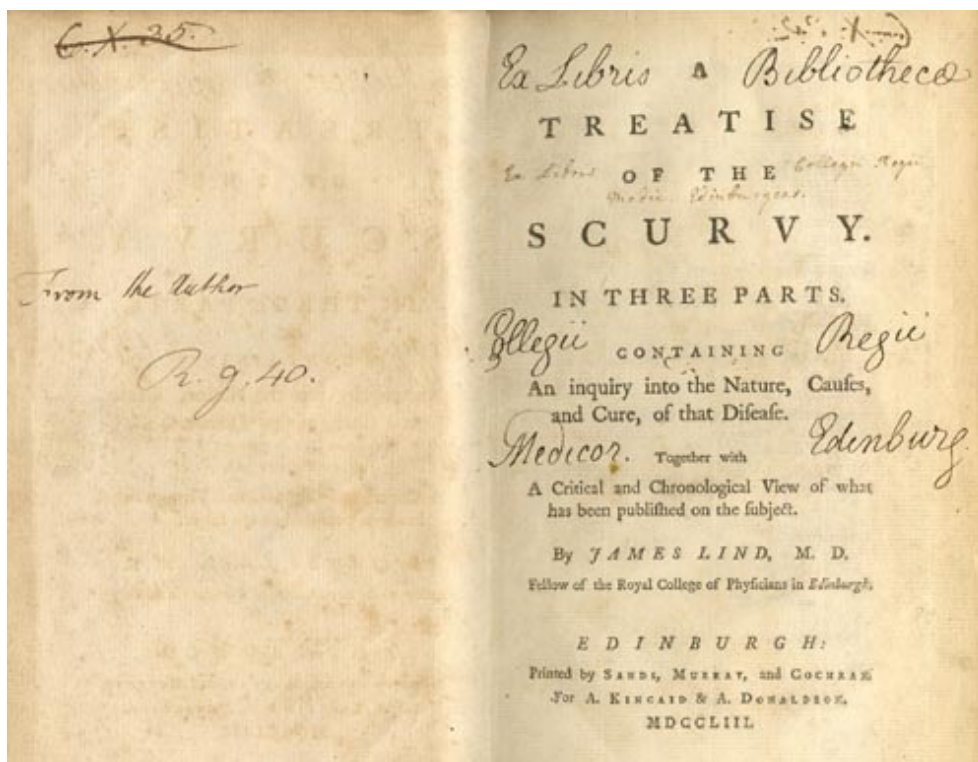 C. X. 25.
From the Author
R. g. 40.
Ex Libris A Bibliothecæ
TREATISE
Ex Libris OF THE Collegii Regii
Medic. Edinburgens.
SCURVY.
IN THREE PARTS.
Collegii CONTAINING Regii
An inquiry into the Nature, Cauſes,
and Cure, of that Diſeaſe.
Medicor. Together with Edinburg.
A Critical and Chronological View of what
has been publiſhed on the ſubject.
By JAMES LIND, M. D.
Fellow of the Royal College of Phyſicians in Edinburgh.
EDINBURGH:
Printed by SANDS, MURRAY, and COCHRAN.
For A. KINCAID & A. DONALDSON.
MDCCLIII.